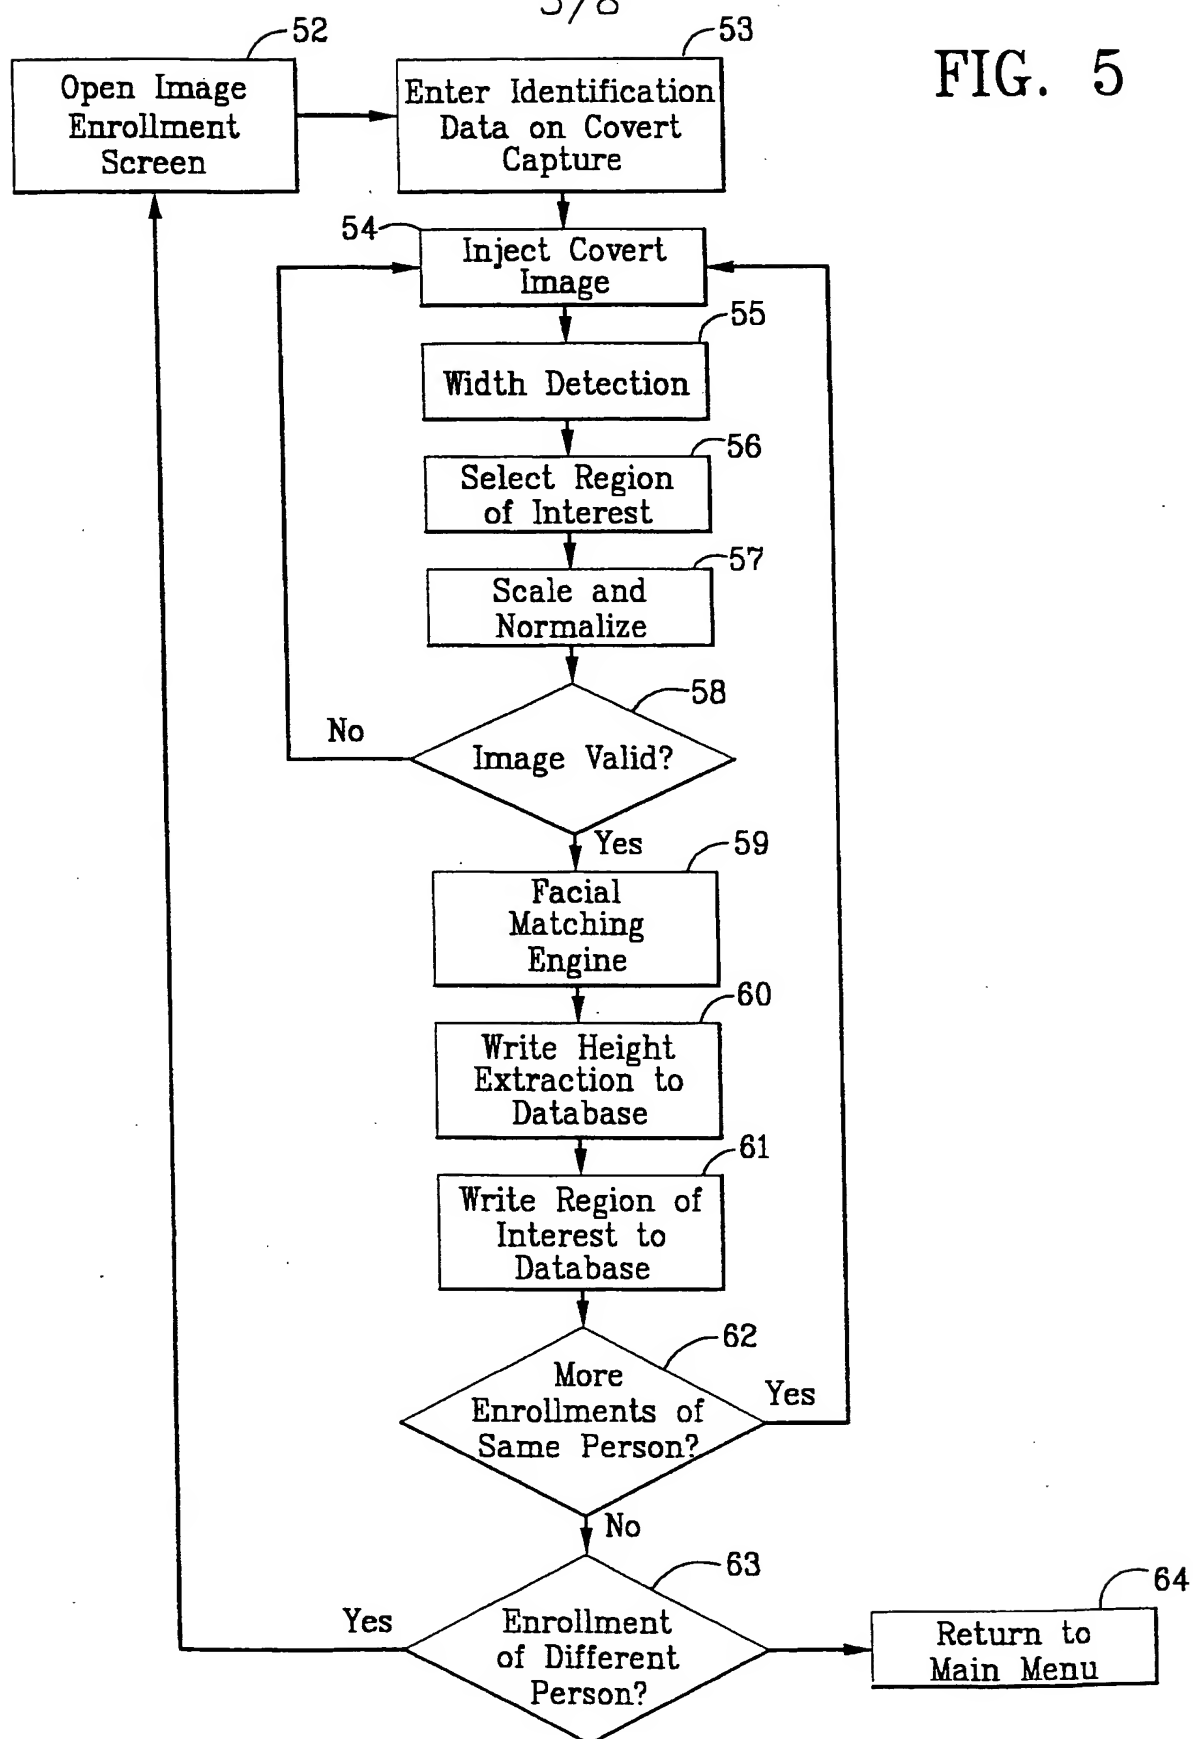 5/8
FIG. 5
52
Open Image
Enrollment
Screen
53
Enter Identification
Data on Covert
Capture
54
Inject Covert
Image
55
Width Detection
56
Select Region
of Interest
57
Scale and
Normalize
58
Image Valid?
No
Yes
59
Facial
Matching
Engine
60
Write Height
Extraction to
Database
61
Write Region of
Interest to
Database
62
More
Enrollments of
Same Person?
Yes
No
63
Enrollment
of Different
Person?
Yes
64
Return to
Main Menu